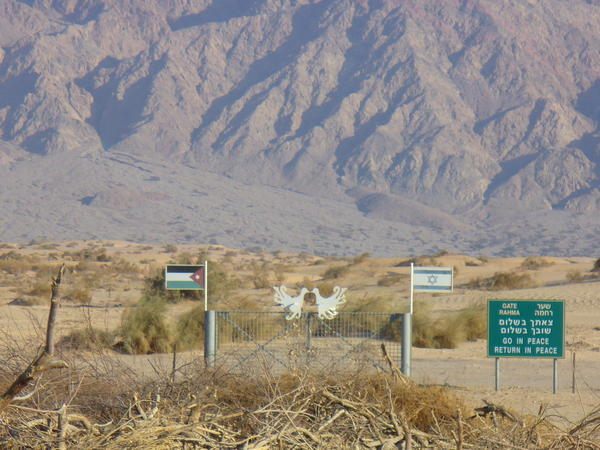 GATE שער
RAHMA רחמה
צאתך בשלום
שובך בשלום
GO IN PEACE
RETURN IN PEACE